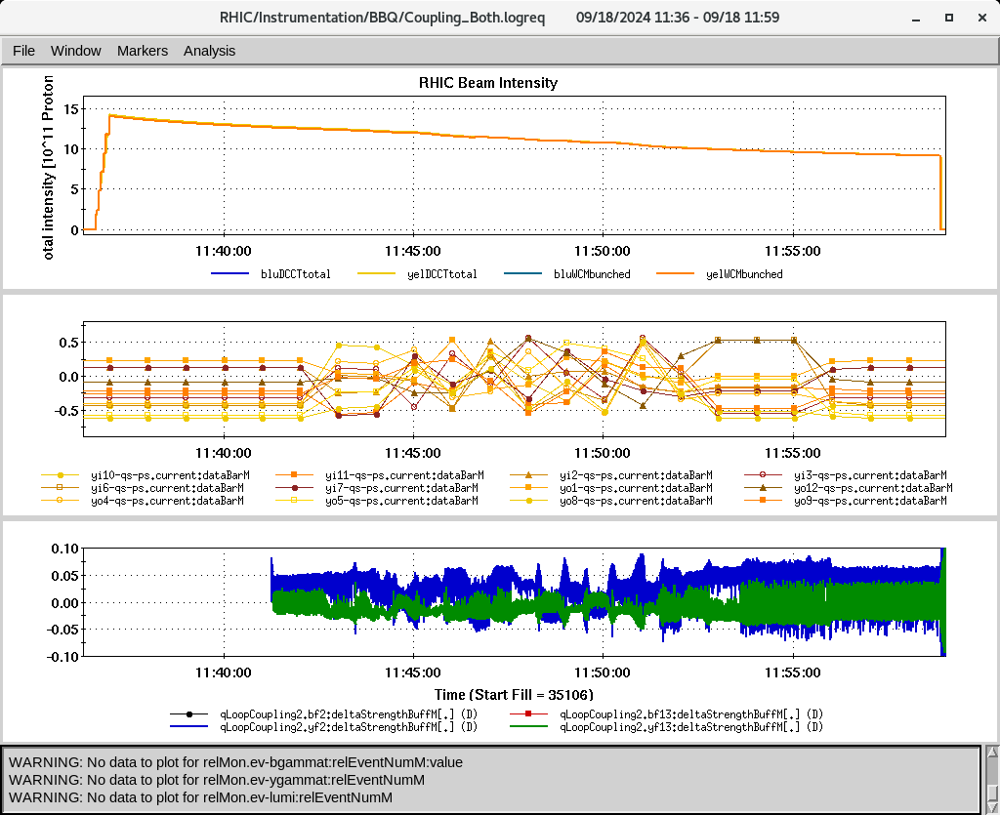 RHIC/Instrumentation/BBQ/Coupling_Both.logreq 09/18/2024 11:36 - 09/18 11:59
File Window Markers Analysis
RHIC Beam Intensity
otal intensity [10^11 Proton
15
10
5
0
11:40:00 11:45:00 11:50:00 11:55:00
bluDCCTtotal yelDCCTtotal bluWCMbunched yelWCMbunched
0.5
0.0
-0.5
11:40:00 11:45:00 11:50:00 11:55:00
yi10-qs-ps.current:dataBarM yi11-qs-ps.current:dataBarM yi2-qs-ps.current:dataBarM yi3-qs-ps.current:dataBarM
yi6-qs-ps.current:dataBarM yi7-qs-ps.current:dataBarM yo1-qs-ps.current:dataBarM yo12-qs-ps.current:dataBarM
yo4-qs-ps.current:dataBarM yo5-qs-ps.current:dataBarM yo8-qs-ps.current:dataBarM yo9-qs-ps.current:dataBarM
0.10
0.05
0.00
-0.05
-0.10
11:40:00 11:45:00 11:50:00 11:55:00
Time (Start Fill = 35106)
qLoopCoupling2.bf2:deltaStrengthBuffM[.] (D) qLoopCoupling2.bf13:deltaStrengthBuffM[.] (D)
qLoopCoupling2.yf2:deltaStrengthBuffM[.] (D) qLoopCoupling2.yf13:deltaStrengthBuffM[.] (D)
WARNING: No data to plot for relMon.ev-bgammat:relEventNumM:value
WARNING: No data to plot for relMon.ev-ygammat:relEventNumM
WARNING: No data to plot for relMon.ev-lumi:relEventNumM